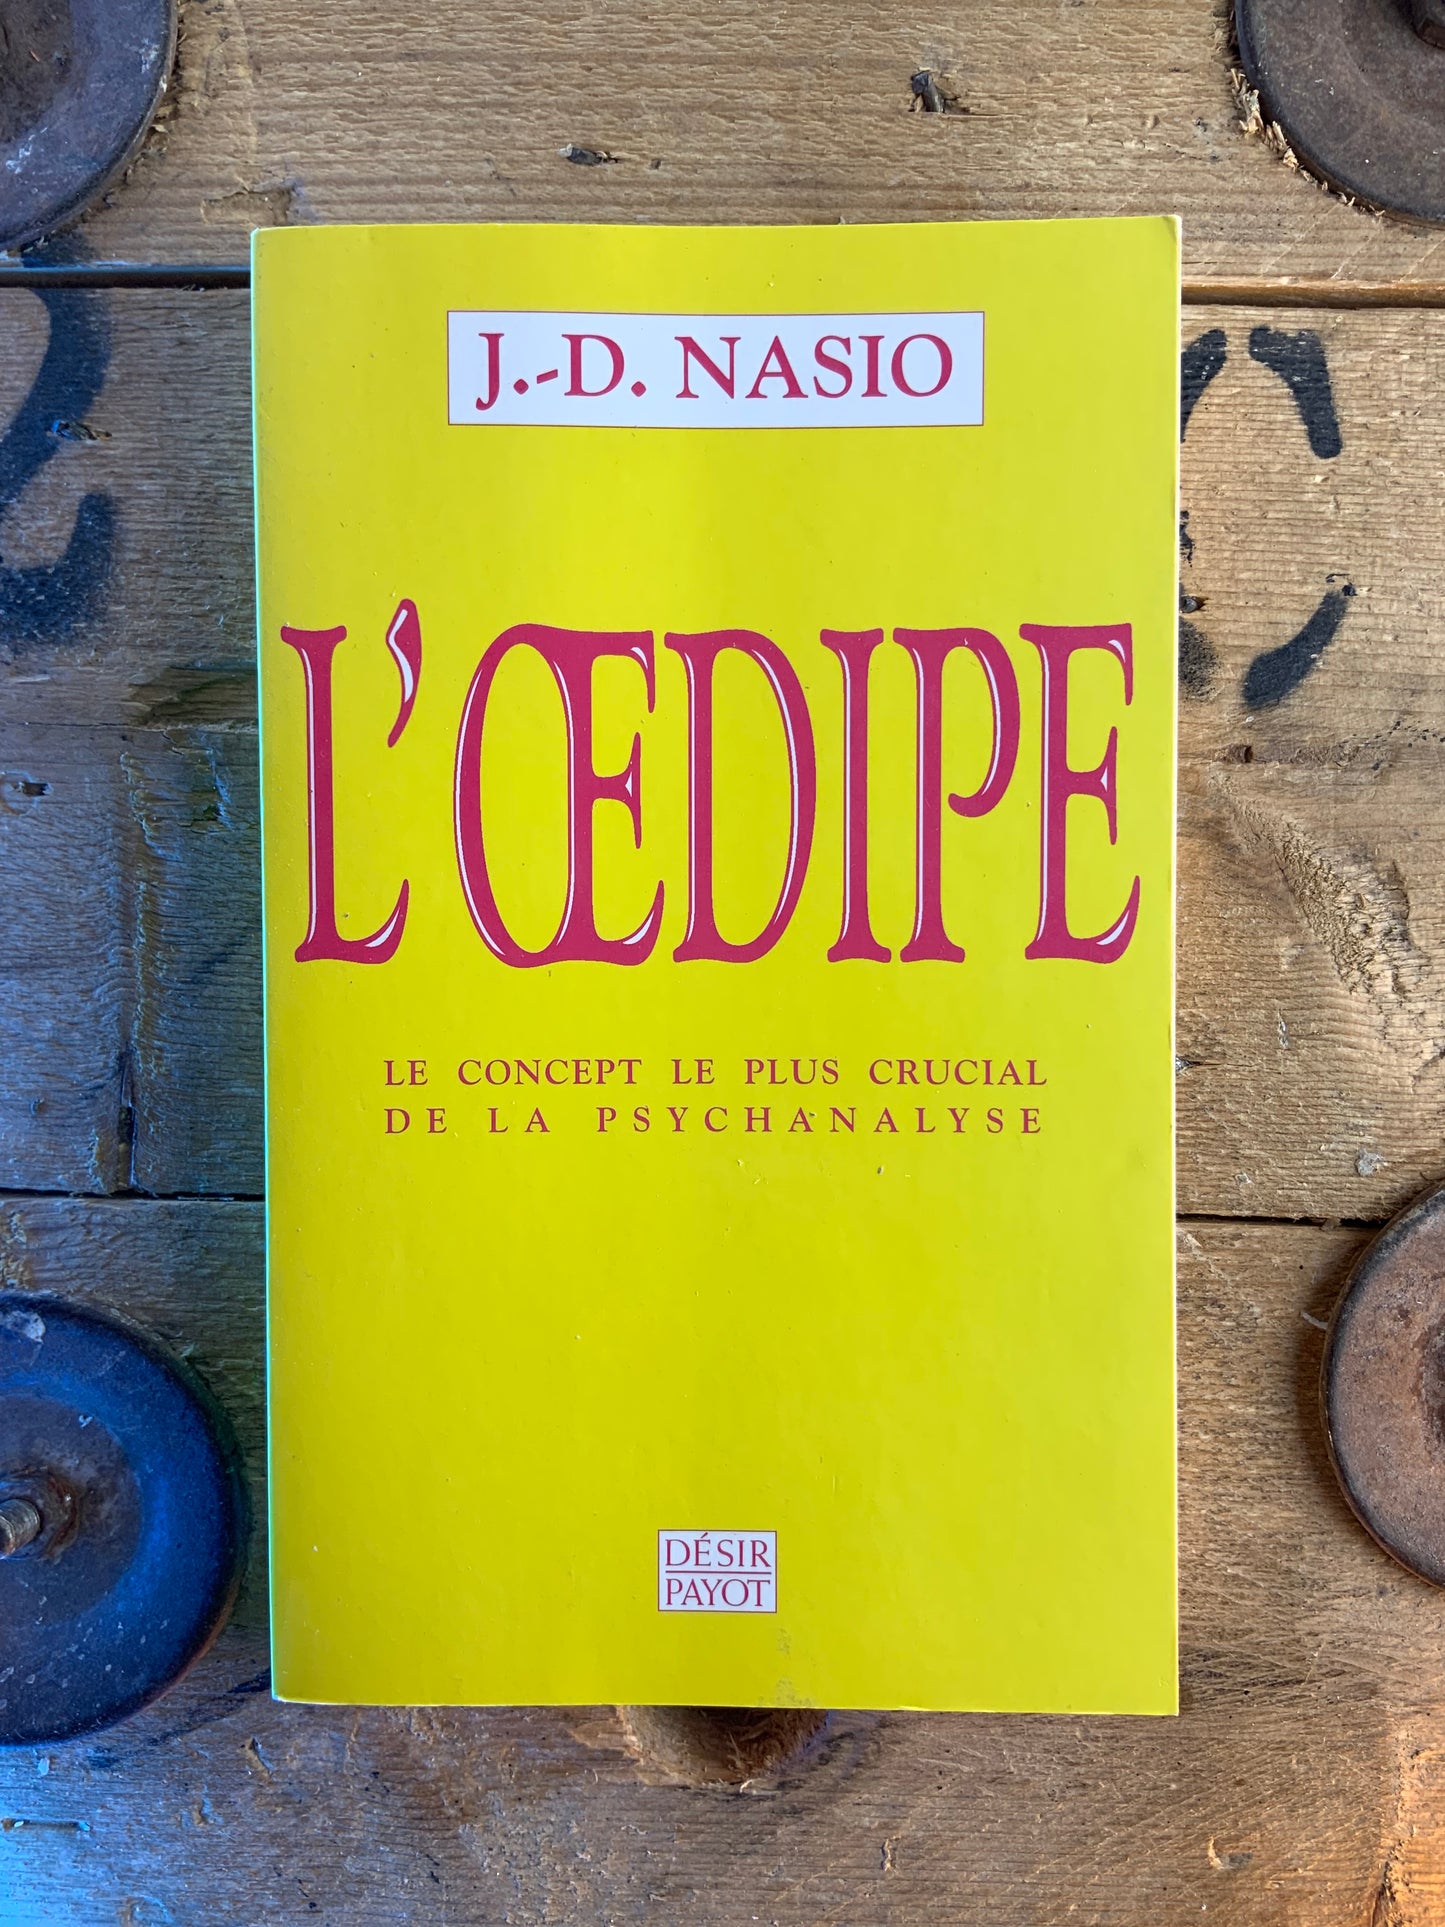 J.-D. NASIO
L'ŒDIPE
LE CONCEPT LE PLUS CRUCIAL
DE LA PSYCHANALYSE
DÉSIR
PAYOT